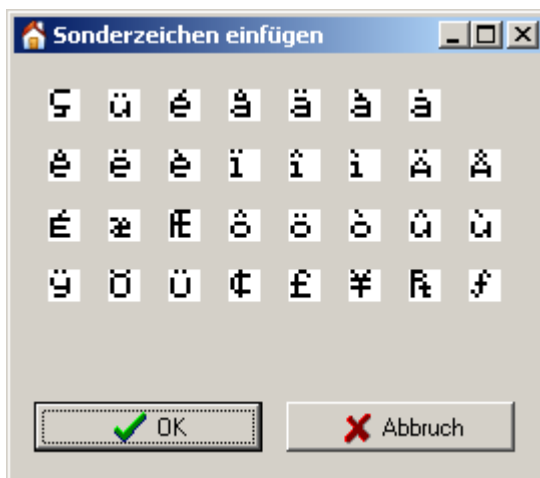 Sonderzeichen einfügen
Ç ü é â ä à å
ê ë è ï î ì Ä Å
É æ Æ ô ö ò û ù
ÿ Ö Ü ¢ £ ¥ ₧ ƒ
OK Abbruch